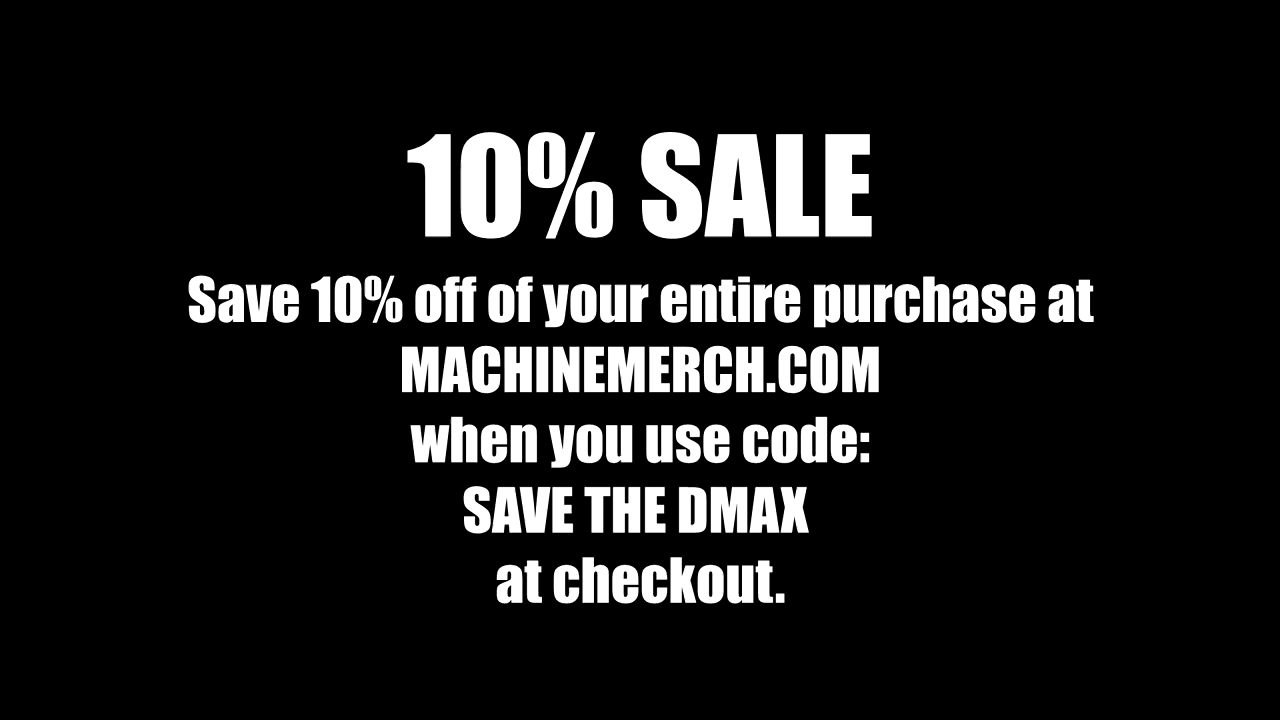 10% SALE
Save 10% off of your entire purchase at
MACHINEMERCH.COM
when you use code:
SAVE THE DMAX
at checkout.